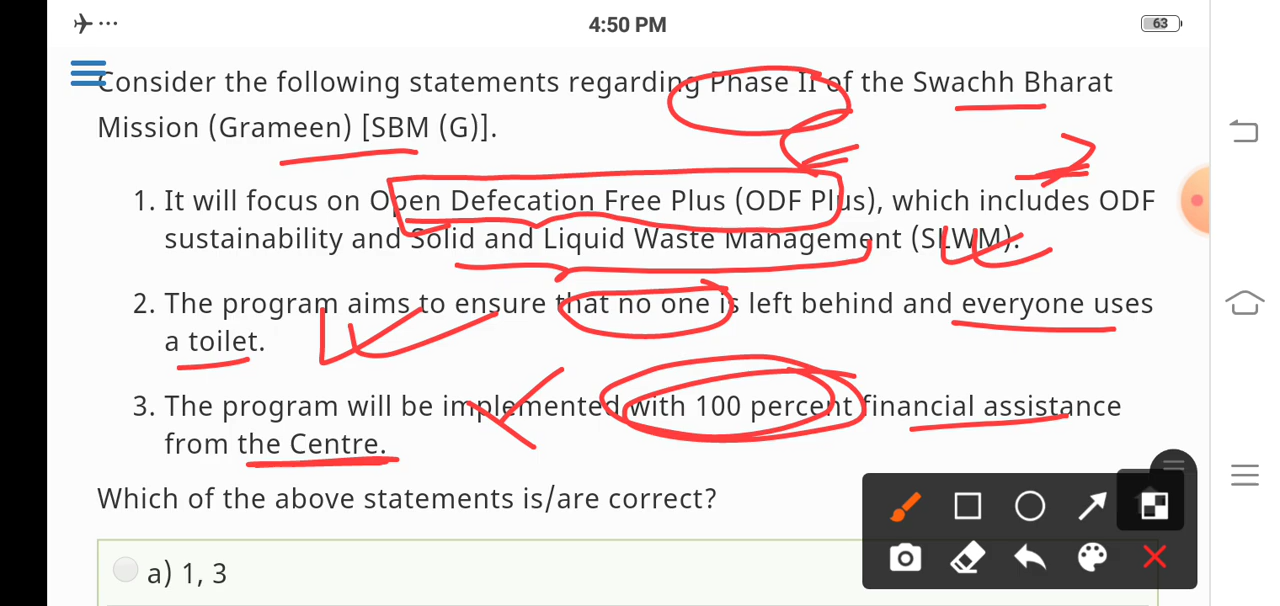 4:50 PM
63
Consider the following statements regarding Phase II of the Swachh Bharat
Mission (Grameen) [SBM (G)].
1. It will focus on Open Defecation Free Plus (ODF Plus), which includes ODF
sustainability and Solid and Liquid Waste Management (SLWM).
2. The program aims to ensure that no one is left behind and everyone uses
a toilet.
3. The program will be implemented with 100 percent financial assistance
from the Centre.
Which of the above statements is/are correct?
a) 1, 3